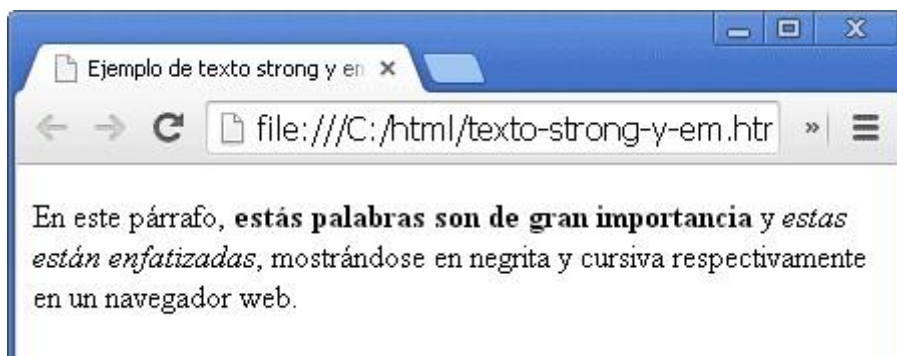 Ejemplo de texto strong y en
file:///C:/html/texto-strong-y-em.htr
»
En este párrafo, estás palabras son de gran importancia y estas
están enfatizadas, mostrándose en negrita y cursiva respectivamente
en un navegador web.